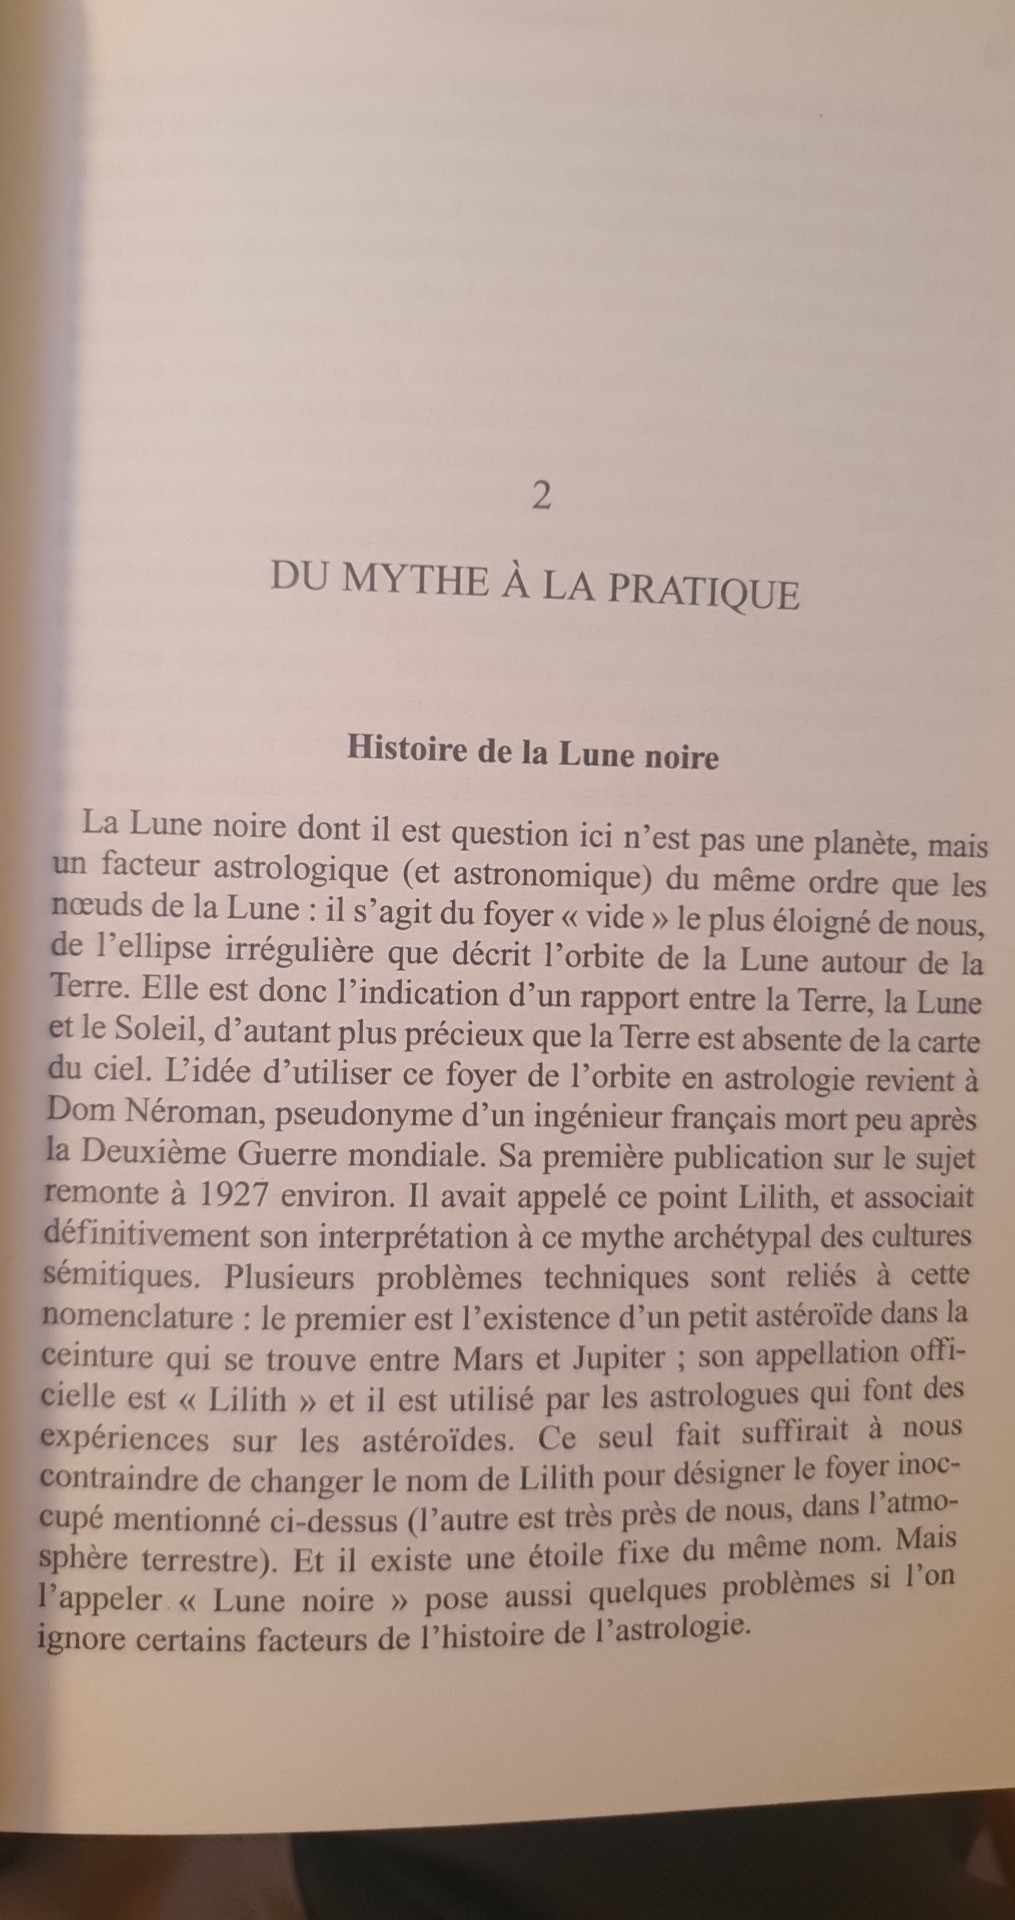 2
DU MYTHE À LA PRATIQUE
Histoire de la Lune noire
La Lune noire dont il est question ici n’est pas une planète, mais
un facteur astrologique (et astronomique) du même ordre que les
nœuds de la Lune : il s’agit du foyer « vide » le plus éloigné de nous,
de l’ellipse irrégulière que décrit l’orbite de la Lune autour de la
Terre. Elle est donc l’indication d’un rapport entre la Terre, la Lune
et le Soleil, d’autant plus précieux que la Terre est absente de la carte
du ciel. L’idée d’utiliser ce foyer de l’orbite en astrologie revient à
Dom Néroman, pseudonyme d’un ingénieur français mort peu après
la Deuxième Guerre mondiale. Sa première publication sur le sujet
remonte à 1927 environ. Il avait appelé ce point Lilith, et associait
définitivement son interprétation à ce mythe archétypal des cultures
sémitiques. Plusieurs problèmes techniques sont reliés à cette
nomenclature : le premier est l’existence d’un petit astéroïde dans la
ceinture qui se trouve entre Mars et Jupiter ; son appellation offi-
cielle est « Lilith » et il est utilisé par les astrologues qui font des
expériences sur les astéroïdes. Ce seul fait suffirait à nous
contraindre de changer le nom de Lilith pour désigner le foyer inoc-
cupé mentionné ci-dessus (l’autre est très près de nous, dans l’atmo-
sphère terrestre). Et il existe une étoile fixe du même nom. Mais
l’appeler « Lune noire » pose aussi quelques problèmes si l’on
ignore certains facteurs de l’histoire de l’astrologie.